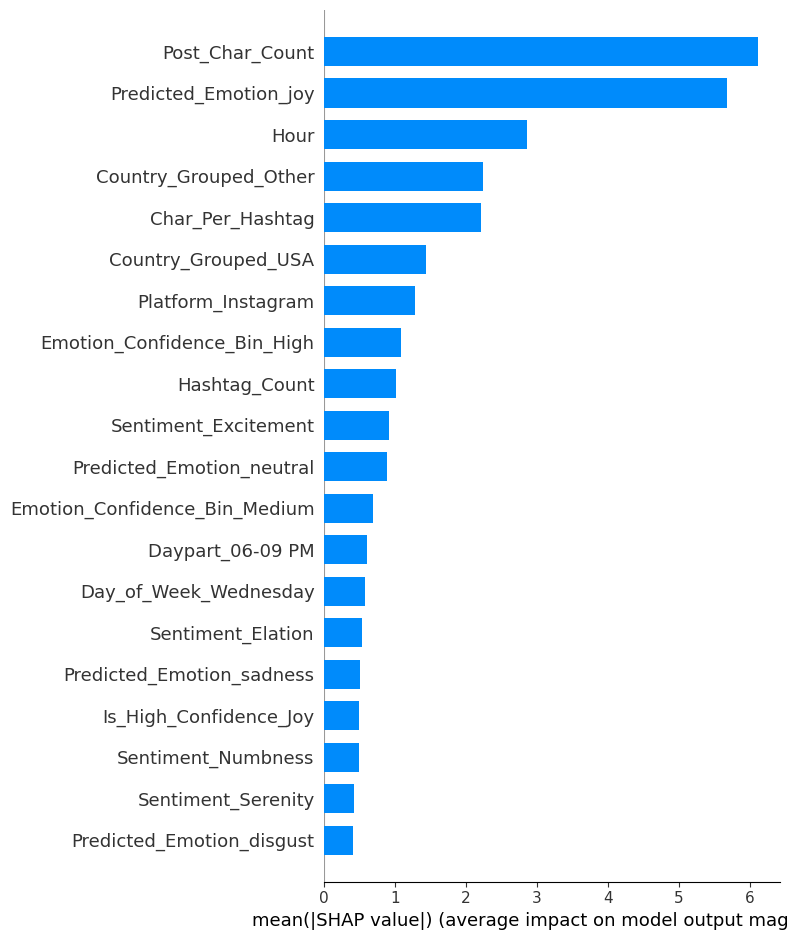 Post_Char_Count
Predicted_Emotion_joy
Hour
Country_Grouped_Other
Char_Per_Hashtag
Country_Grouped_USA
Platform_Instagram
Emotion_Confidence_Bin_High
Hashtag_Count
Sentiment_Excitement
Predicted_Emotion_neutral
Emotion_Confidence_Bin_Medium
Daypart_06-09 PM
Day_of_Week_Wednesday
Sentiment_Elation
Predicted_Emotion_sadness
Is_High_Confidence_Joy
Sentiment_Numbness
Sentiment_Serenity
Predicted_Emotion_disgust
0 1 2 3 4 5 6
mean(|SHAP value|) (average impact on model output mag